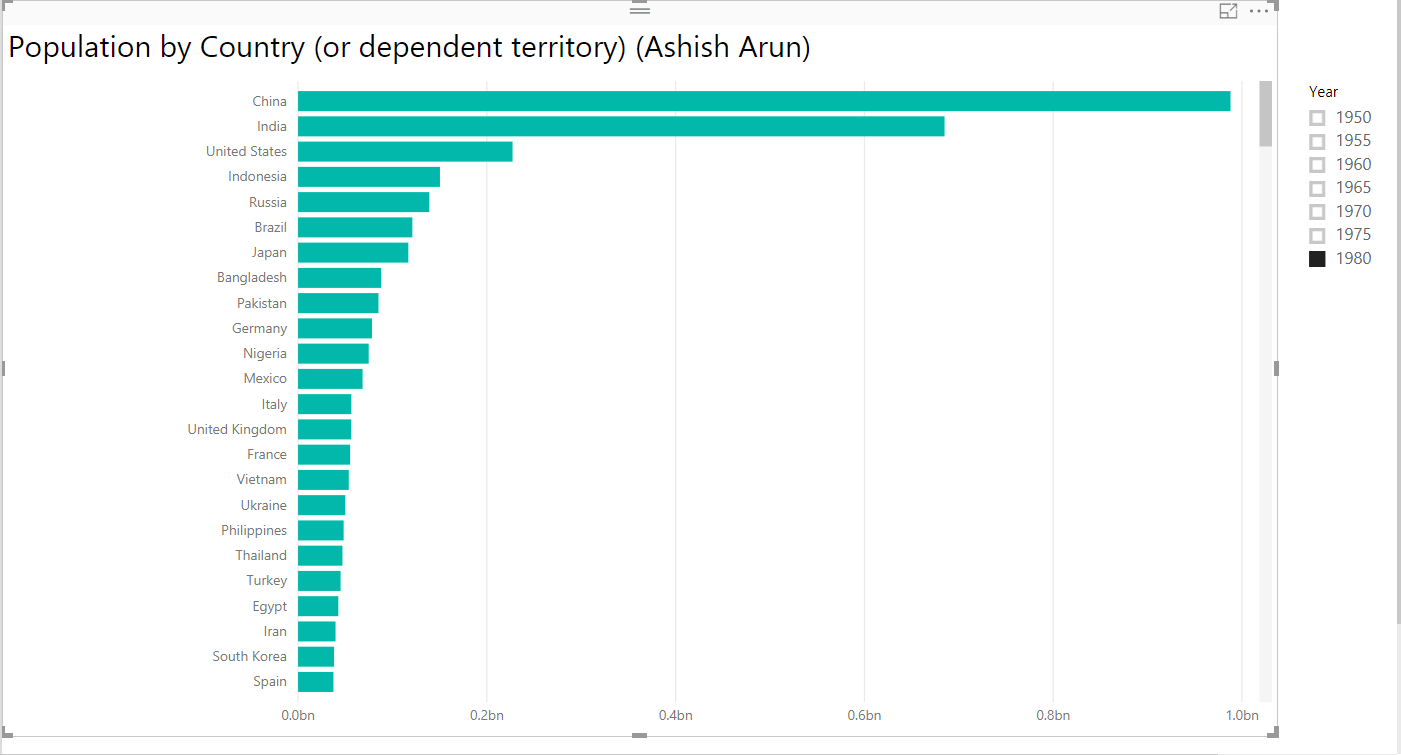 Population by Country (or dependent territory) (Ashish Arun)
China
India
United States
Indonesia
Russia
Brazil
Japan
Bangladesh
Pakistan
Germany
Nigeria
Mexico
Italy
United Kingdom
France
Vietnam
Ukraine
Philippines
Thailand
Turkey
Egypt
Iran
South Korea
Spain
0.0bn 0.2bn 0.4bn 0.6bn 0.8bn 1.0bn
Year
1950
1955
1960
1965
1970
1975
1980